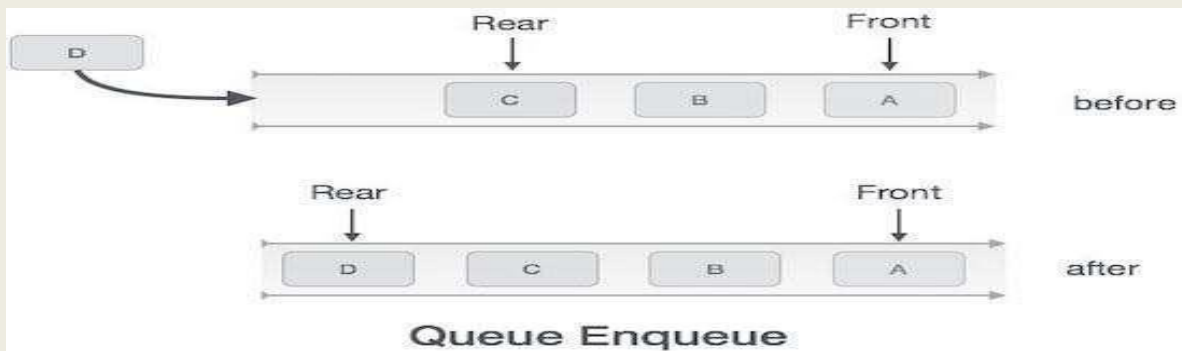 Rear Front
D
C B A
before
Rear Front
D C B A
after
Queue Enqueue